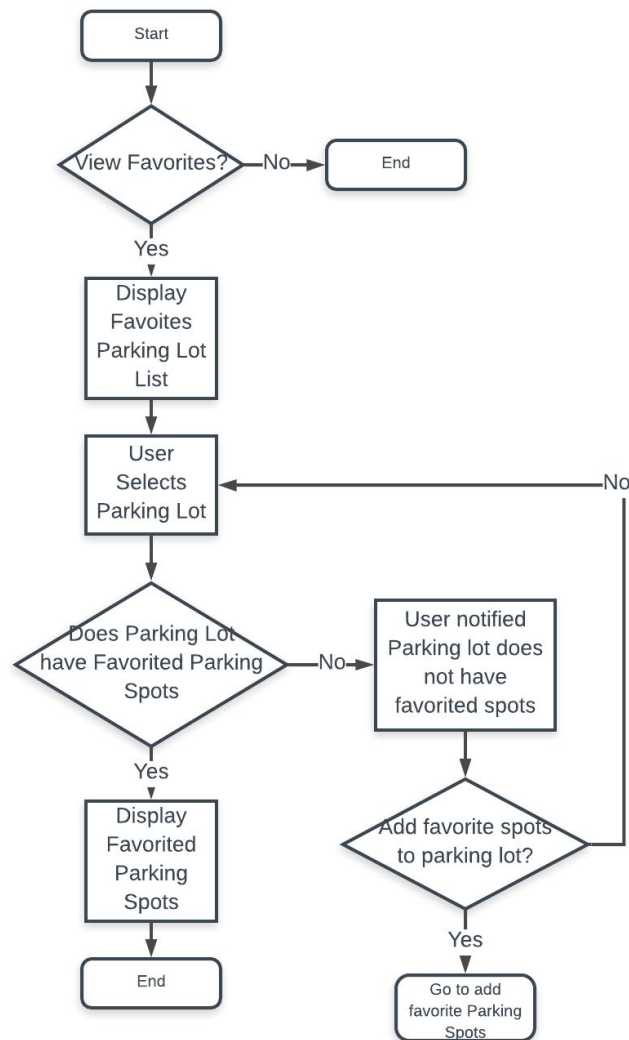 Start
View Favorites?
No
End
Yes
Display
Favoites
Parking Lot
List
User
Selects
Parking Lot
No
Does Parking Lot
have Favorited Parking
Spots
No
User notified
Parking lot does
not have
favorited spots
Yes
Display
Favorited
Parking
Spots
Add favorite spots
to parking lot?
Yes
End
Go to add
favorite Parking
Spots